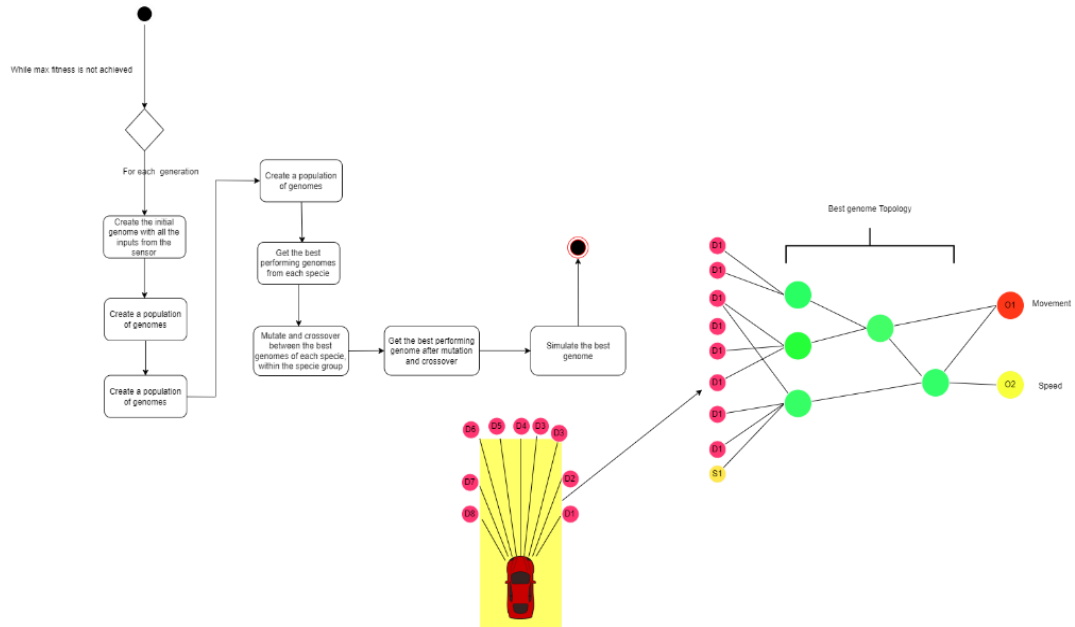 While max fitness is not achieved
For each generation
Create the initial
genome with all the
inputs from the
sensor
Create a population
of genomes
Create a population
of genomes
Create a population
of genomes
Get the best
performing genomes
from each specie
Mutate and crossover
between the best
genomes of each specie,
within the specie group
Get the best performing
genome after mutation
and crossover
Simulate the best
genome
Best genome Topology
D1
D1
D1
D1
D1
D1
D1
D1
S1
O1
Movement
O2
Speed
D6
D5
D4
D3
D3
D7
D2
D8
D1